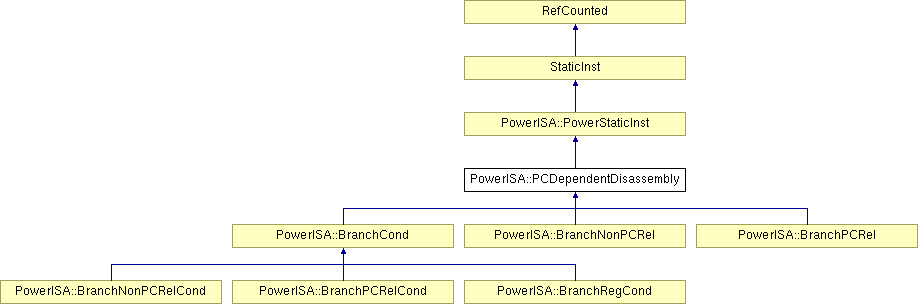 RefCounted
StaticInst
PowerISA::PowerStaticInst
PowerISA::PCDependentDisassembly
PowerISA::BranchCond
PowerISA::BranchNonPCRel
PowerISA::BranchPCRel
PowerISA::BranchNonPCRelCond
PowerISA::BranchPCRelCond
PowerISA::BranchRegCond